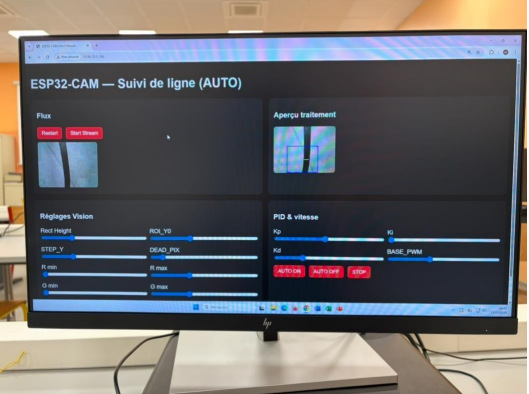 ESP32-CAM — Suivi de ligne (AUTO)
Flux
Restart
Start Stream
Aperçu traitement
Réglages Vision
Rect Height
ROI_Y0
STEP_Y
DEAD_PIX
R min
R max
G min
G max
PID & vitesse
Kp
Ki
Kd
BASE_PWM
AUTO ON
AUTO OFF
STOP
hp